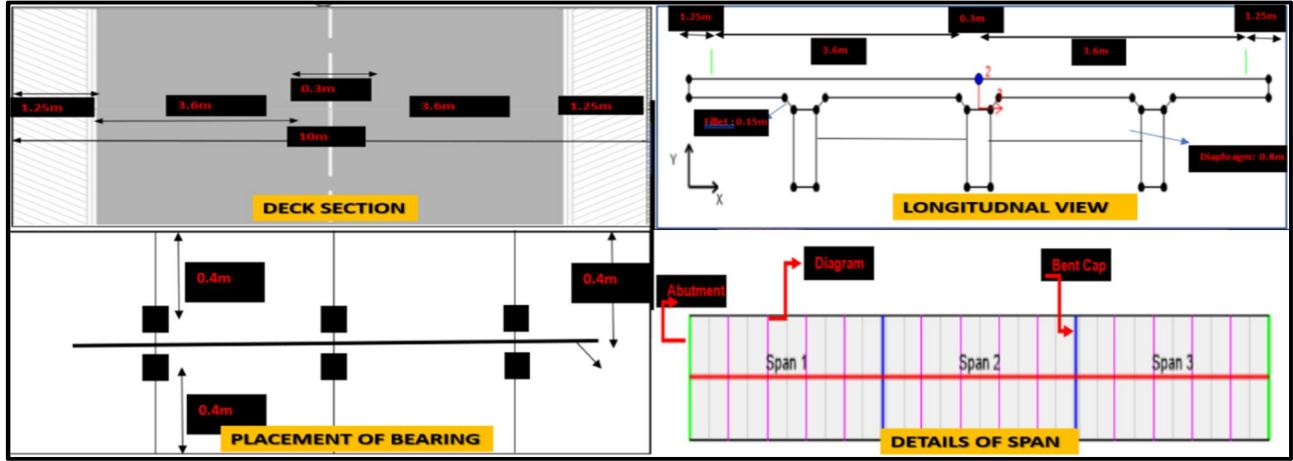 1.25m
3.6m
0.3m
3.6m
1.25m
10m
DECK SECTION
1.25m
0.3m
1.25m
3.6m
3.6m
2
3
Fillet : 0.15m
Y
X
Diaphragm: 0.8m
LONGITUDNAL VIEW
0.4m
0.4m
0.4m
PLACEMENT OF BEARING
Diagram
Bent Cap
Abutment
Span 1
Span 2
Span 3
DETAILS OF SPAN